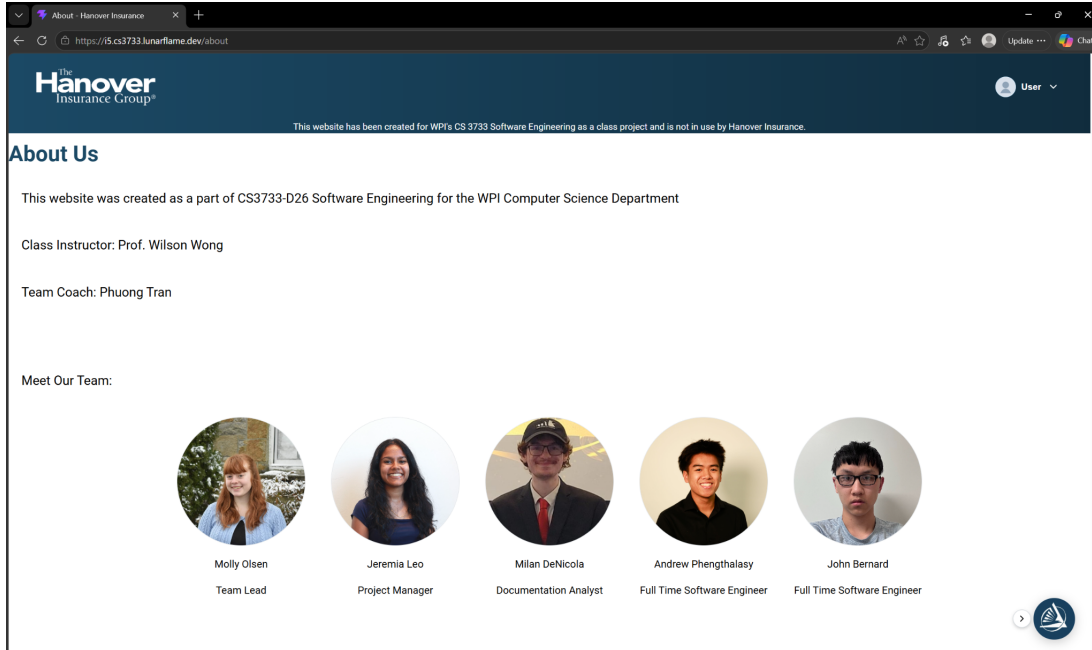 About - Hanover Insurance
https://i5.cs3733.lunarflame.dev/about
Update
Chat
The
Hanover
Insurance Group®
User
This website has been created for WPI's CS 3733 Software Engineering as a class project and is not in use by Hanover Insurance.
About Us
This website was created as a part of CS3733-D26 Software Engineering for the WPI Computer Science Department
Class Instructor: Prof. Wilson Wong
Team Coach: Phuong Tran
Meet Our Team:
Molly Olsen Jeremia Leo Milan DeNicola Andrew Phengthalasy John Bernard
Team Lead Project Manager Documentation Analyst Full Time Software Engineer Full Time Software Engineer